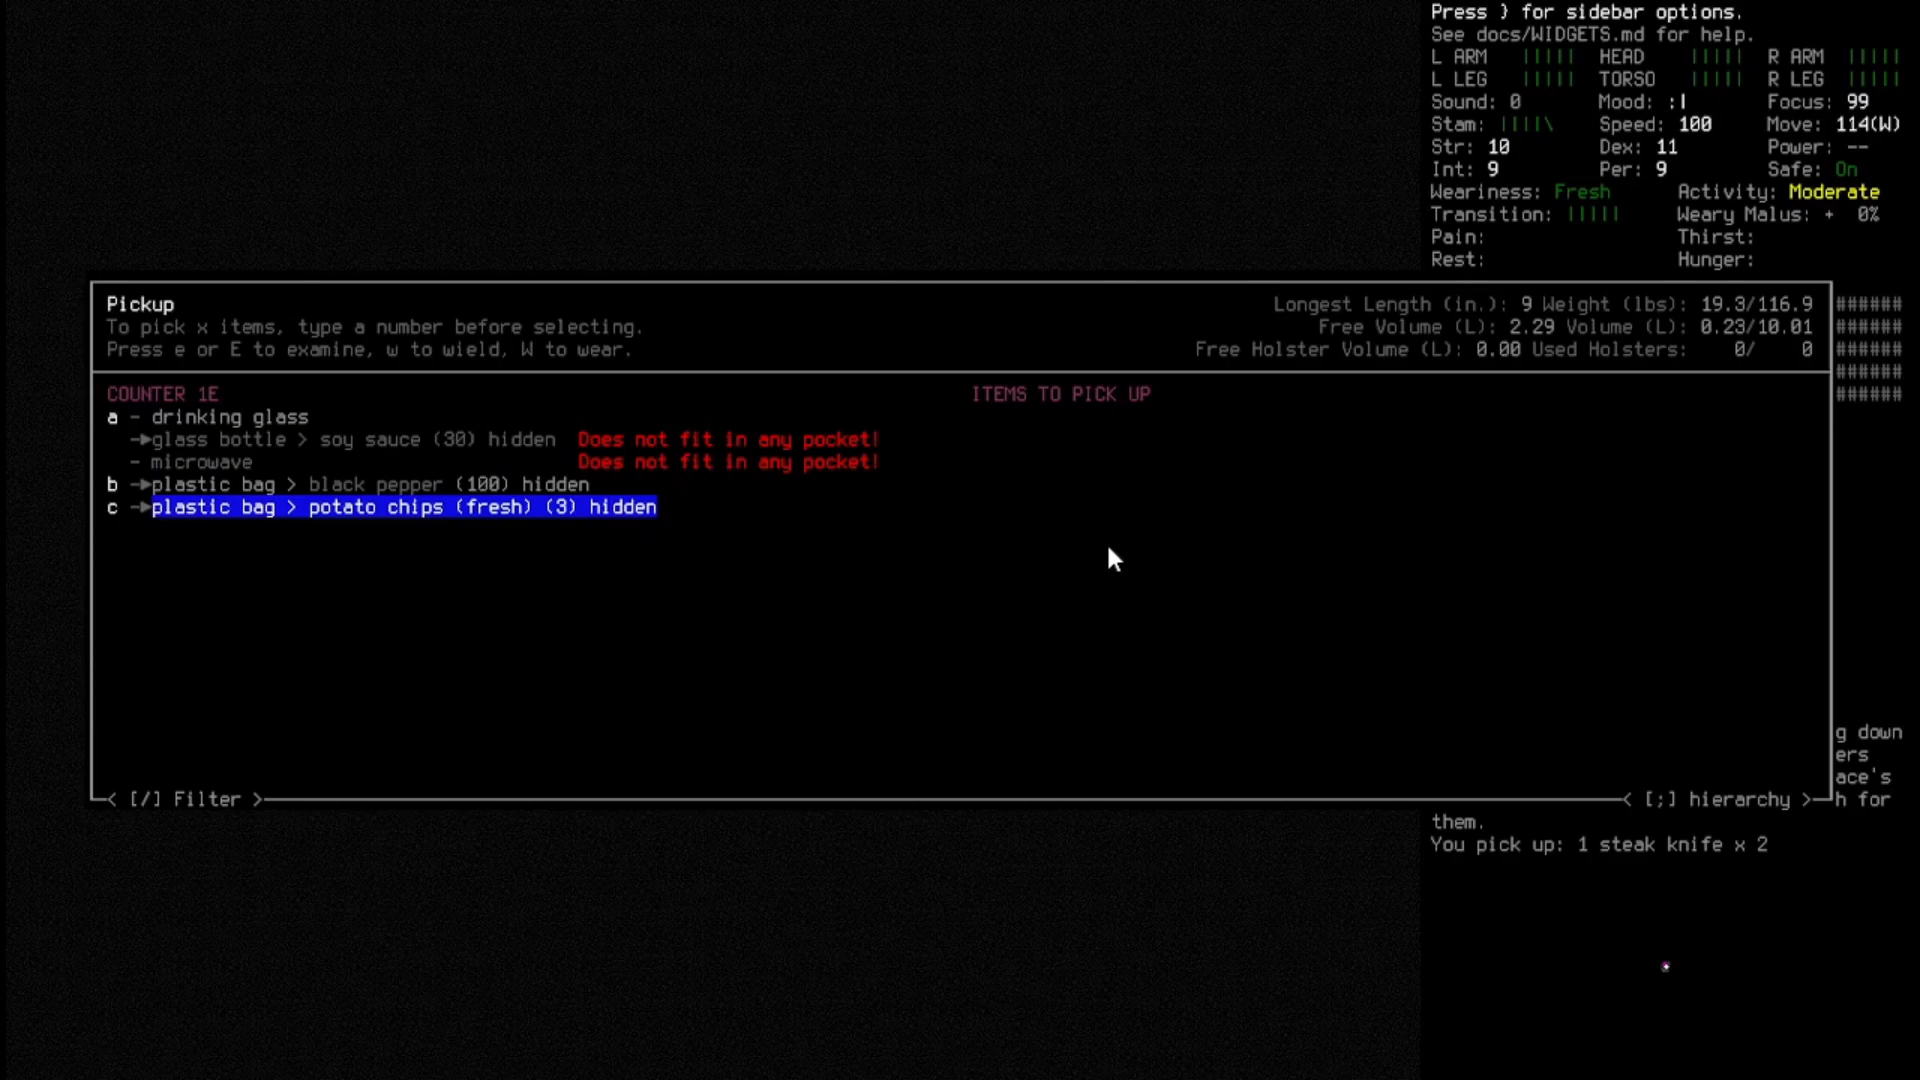 Press } for sidebar options.
See docs/WIDGETS.md for help.
L ARM ||||| HEAD ||||| R ARM |||||
L LEG ||||| TORSO ||||| R LEG |||||
Sound: 0 Mood: :| Focus: 99
Stam: ||||\ Speed: 100 Move: 114(W)
Str: 10 Dex: 11 Power: --
Int: 9 Per: 9 Safe: On
Weariness: Fresh Activity: Moderate
Transition: ||||| Weary Malus: + 0%
Pain: Thirst:
Rest: Hunger:
Pickup Longest Length (in.): 9 Weight (lbs): 19.3/116.9 ######
To pick x items, type a number before selecting. Free Volume (L): 2.29 Volume (L): 0.23/10.01 ######
Press e or E to examine, w to wield, W to wear. Free Holster Volume (L): 0.00 Used Holsters: 0/ 0 ######
######
COUNTER 1E ITEMS TO PICK UP ######
a - drinking glass
->glass bottle > soy sauce (30) hidden Does not fit in any pocket!
- microwave Does not fit in any pocket!
b ->plastic bag > black pepper (100) hidden
c ->plastic bag > potato chips (fresh) (3) hidden
g down
ers
ace's
< [/] Filter > < [;] hierarchy > h for
them.
You pick up: 1 steak knife x 2